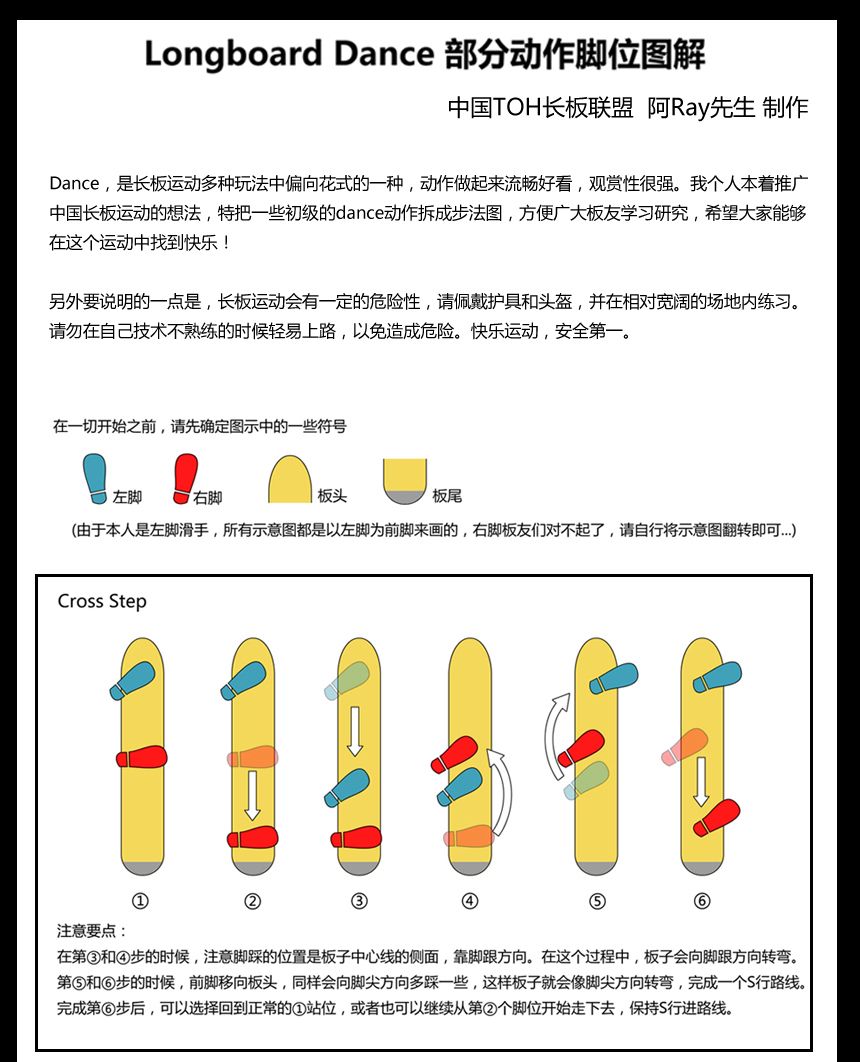 Longboard Dance 部分动作脚位图解
中国TOH长板联盟 阿Ray先生 制作
Dance，是长板运动多种玩法中偏向花式的一种，动作做起来流畅好看，观赏性很强。我个人本着推广
中国长板运动的想法，特把一些初级的dance动作拆成步法图，方便广大板友学习研究，希望大家能够
在这个运动中找到快乐！
另外要说明的一点是，长板运动会有一定的危险性，请佩戴护具和头盔，并在相对宽阔的场地内练习。
请勿在自己技术不熟练的时候轻易上路，以免造成危险。快乐运动，安全第一。
在一切开始之前，请先确定图示中的一些符号
左脚 右脚 板头 板尾
(由于本人是左脚滑手，所有示意图都是以左脚为前脚来画的，右脚板友们对不起了，请自行将示意图翻转即可...)
Cross Step
① ② ③ ④ ⑤ ⑥
注意要点：
在第③和④步的时候，注意脚踩的位置是板子中心线的侧面，靠脚跟方向。在这个过程中，板子会向脚跟方向转弯。
第⑤和⑥步的时候，前脚移向板头，同样会向脚尖方向多踩一些，这样板子就会像脚尖方向转弯，完成一个S行路线。
完成第⑥步后，可以选择回到正常的①站位，或者也可以继续从第②个脚位开始走下去，保持S行进路线。